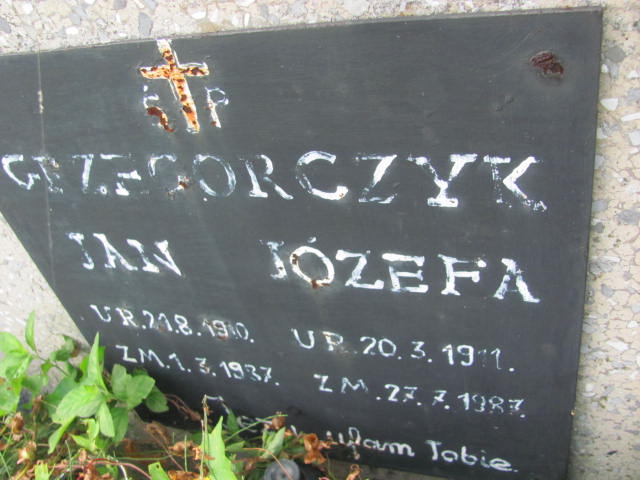 Ś P
GRZEGORCZYK
JAN JÓZEFA
UR. 21.8.1910. UR. 20.3.1911.
ZM. 1.3.1937. ZM. 27.7.1987.
ufam Tobie.